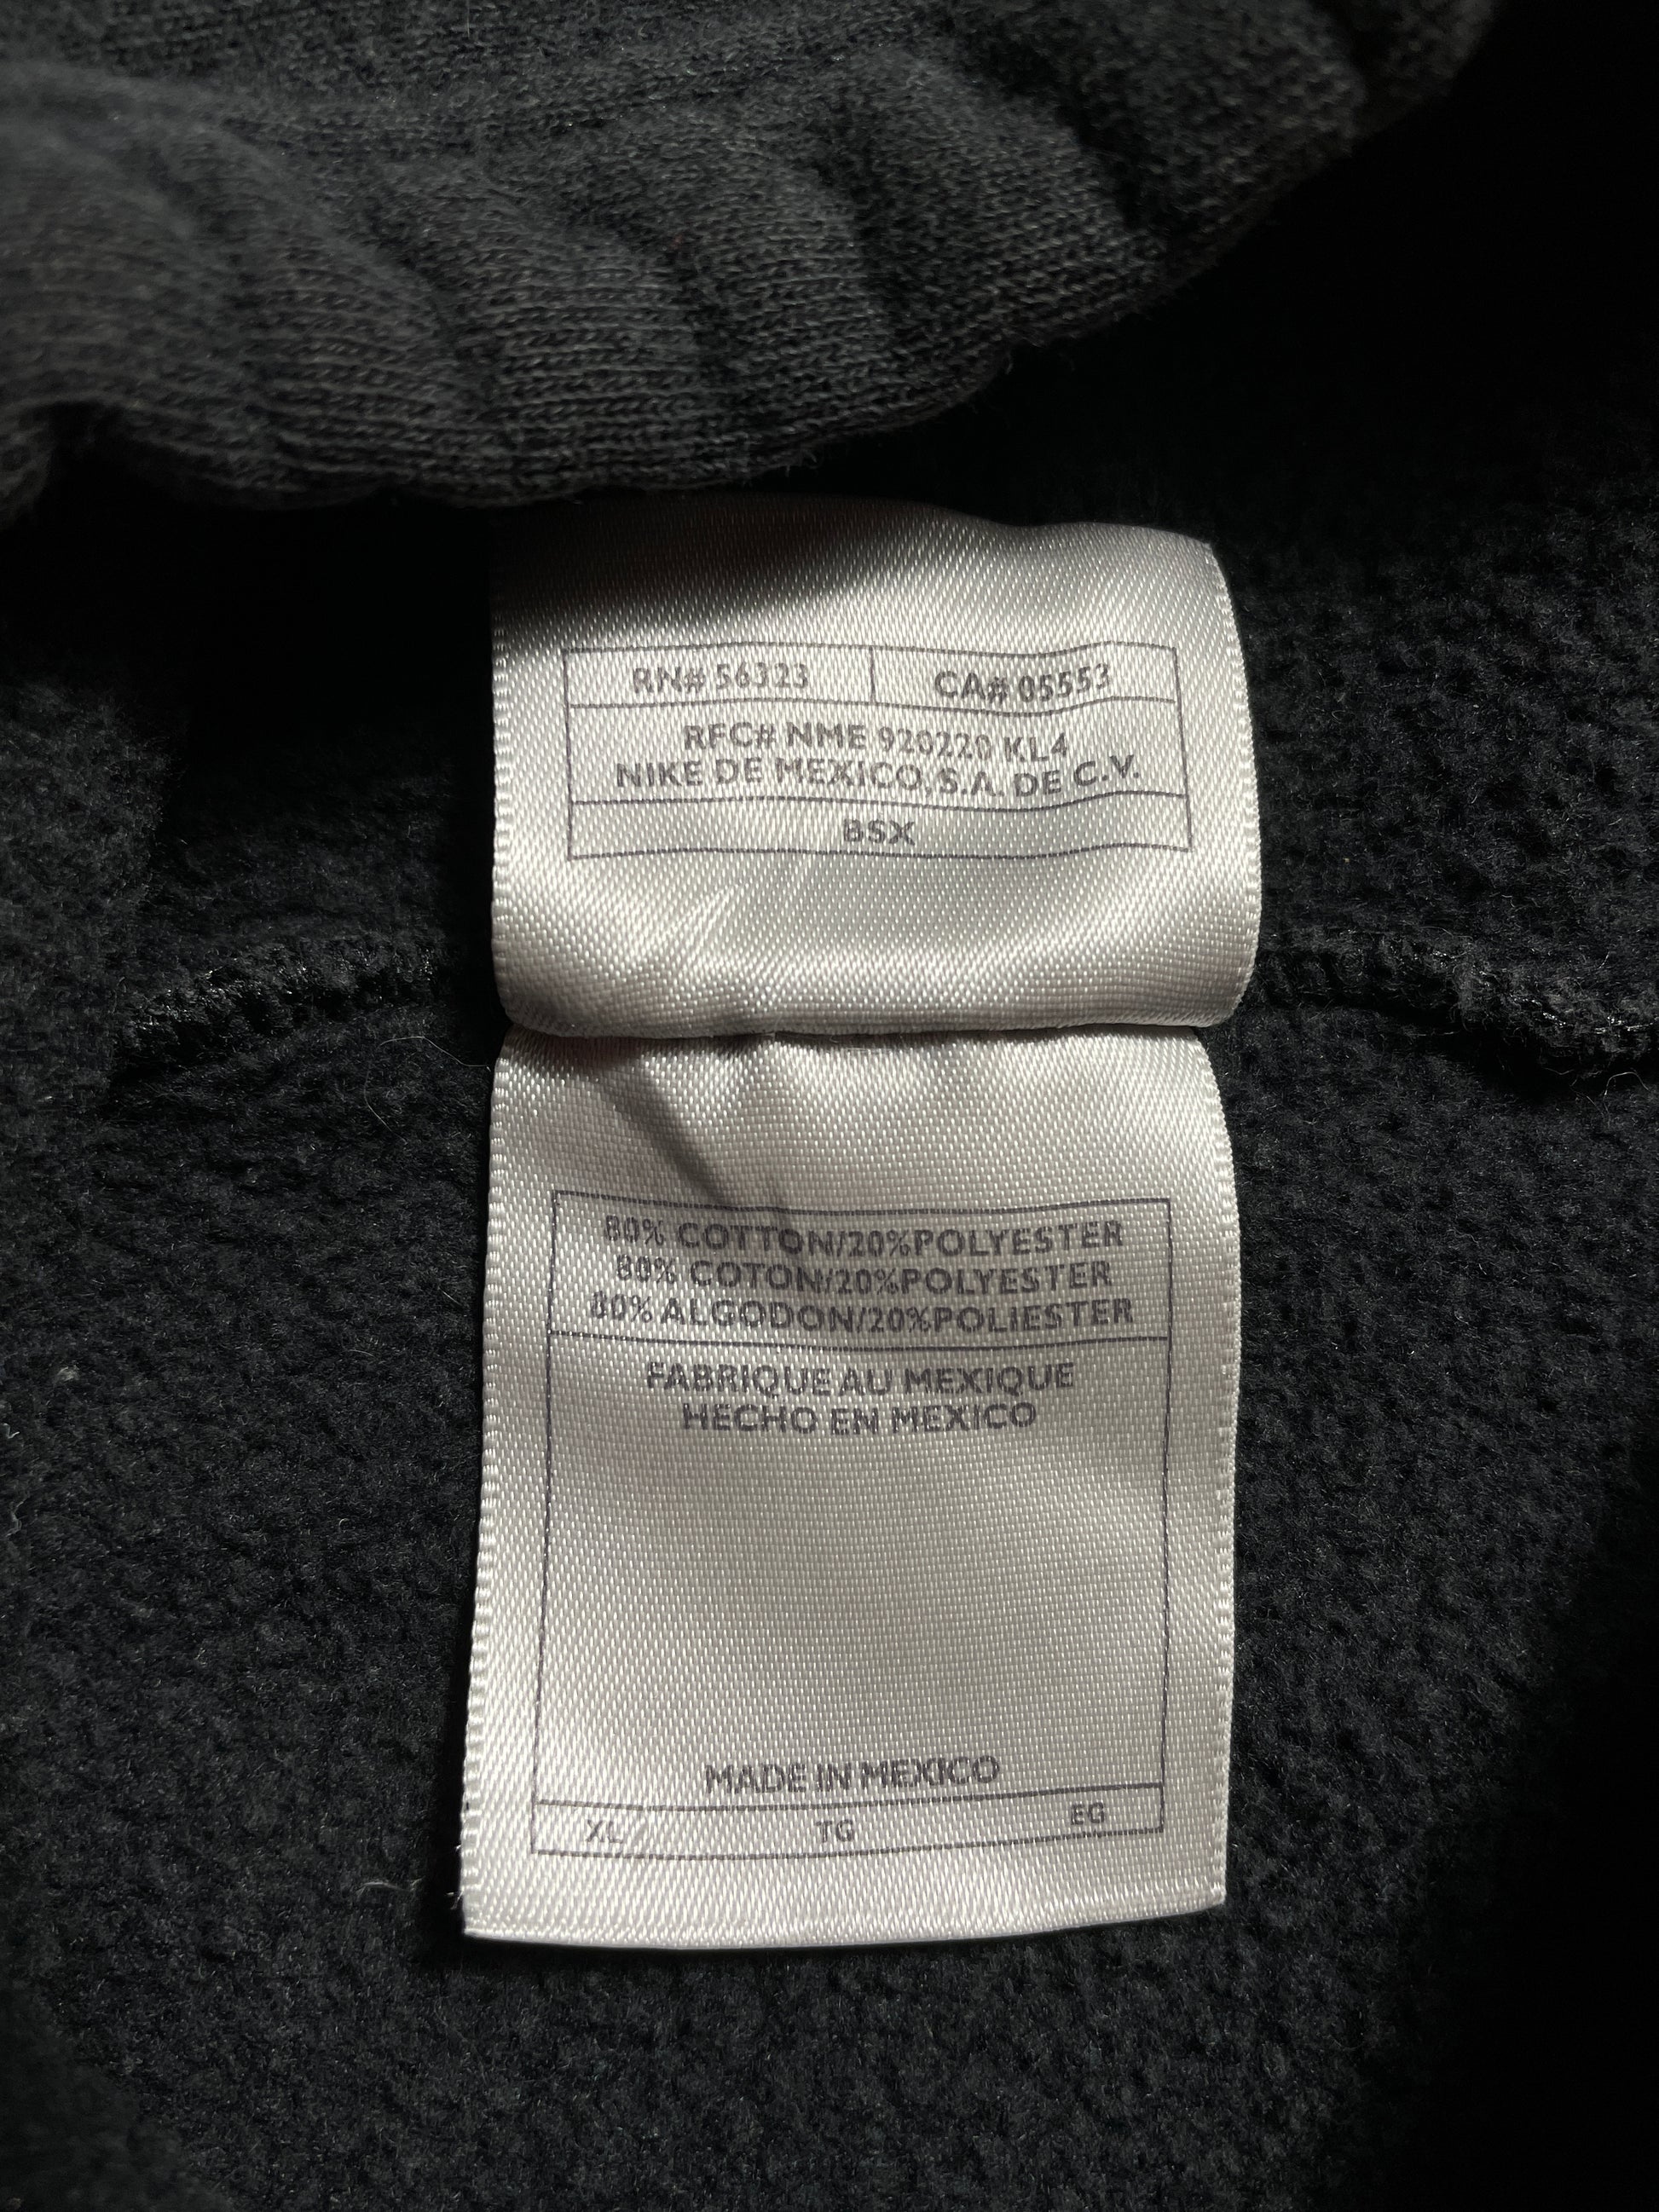 RN# 56323 CA# 05553
RFC# NME 920220 KL4
NIKE DE MEXICO, S.A. DE C.V.
BSX
80% COTTON/20%POLYESTER
80% COTON/20%POLYESTER
80% ALGODON/20%POLIESTER
FABRIQUE AU MEXIQUE
HECHO EN MEXICO
MADE IN MEXICO
XL TG EG